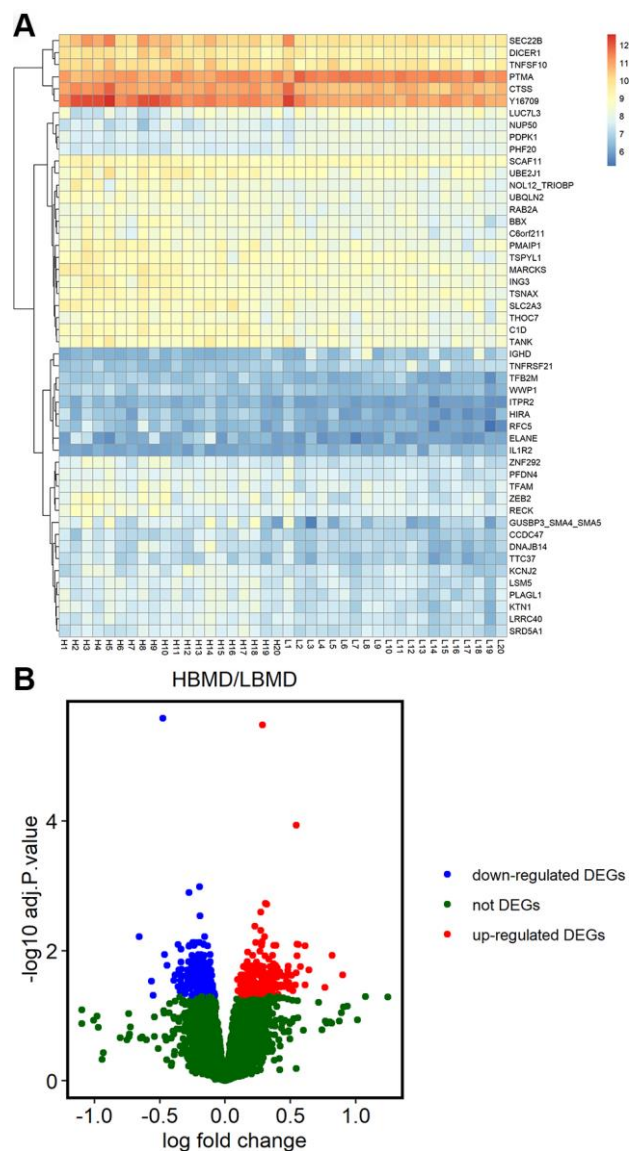 A
SEC22B
DICER1
TNFSF10
PTMA
CTSS
Y16709
LUC7L3
NUP50
PDPK1
PHF20
SCAF11
UBE2J1
NOL12_TRIOBP
UBQLN2
RAB2A
BBX
C6orf211
PMAIP1
TSPYL1
MARCKS
ING3
TSNAX
SLC2A3
THOC7
C1D
TANK
IGHD
TNFRSF21
TFB2M
WWP1
ITPR2
HIRA
RFC5
ELANE
IL1R2
ZNF292
PFDN4
TFAM
ZEB2
RECK
GUSBP3_SMA4_SMA5
CCDC47
DNAJB14
TTC37
KCNJ2
LSM5
PLAGL1
KTN1
LRRC40
SRD5A1
12
11
10
9
8
7
6
H1 H2 H3 H4 H5 H6 H7 H8 H9 H10 H11 H12 H13 H14 H15 H16 H17 H18 H19 H20 L1 L2 L3 L4 L5 L6 L7 L8 L9 L10 L11 L12 L13 L14 L15 L16 L17 L18 L19 L20
B
HBMD/LBMD
-log10 adj.P.value
4
2
0
-1.0 -0.5 0.0 0.5 1.0
log fold change
down-regulated DEGs
not DEGs
up-regulated DEGs